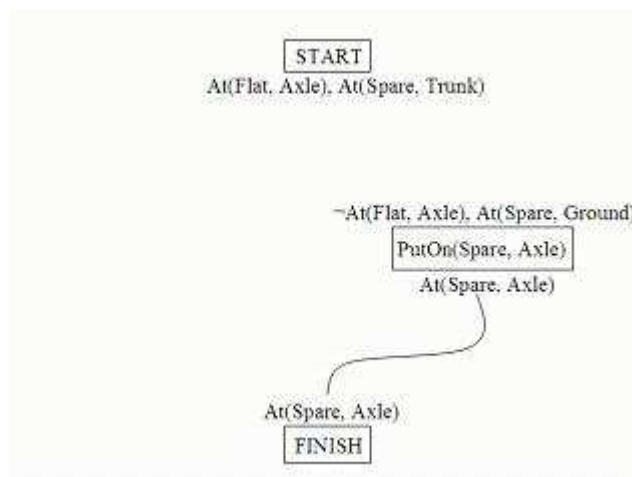 START
At(Flat, Axle), At(Spare, Trunk)
¬At(Flat, Axle), At(Spare, Ground)
PutOn(Spare, Axle)
At(Spare, Axle)
At(Spare, Axle)
FINISH